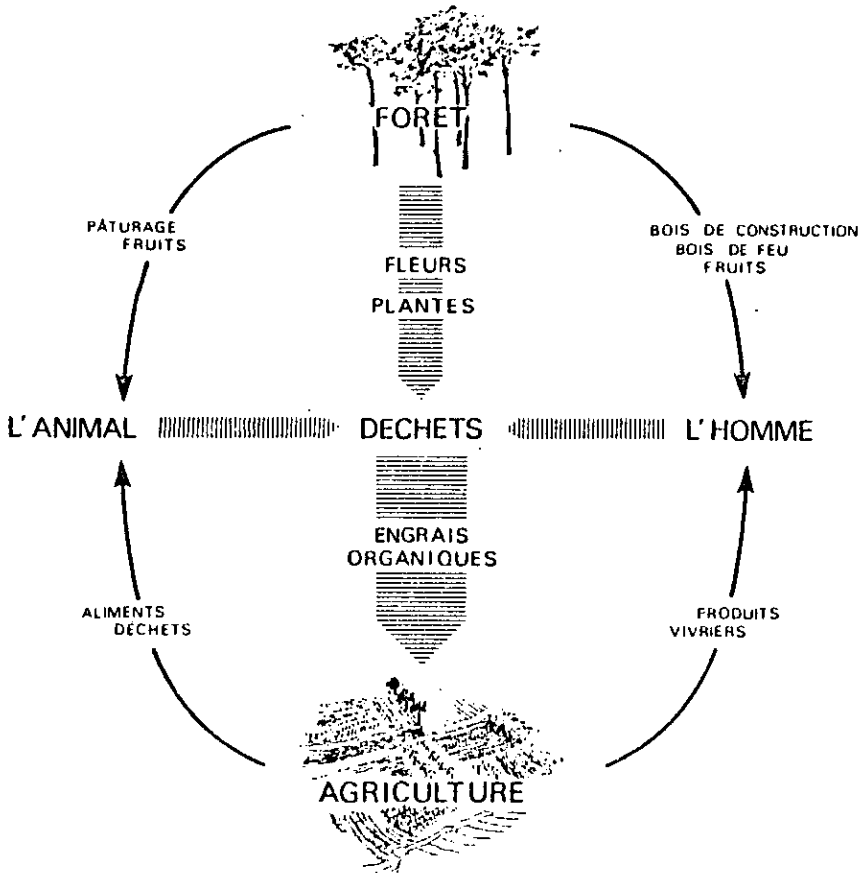 FORET
PÂTURAGE
FRUITS
BOIS DE CONSTRUCTION
BOIS DE FEU
FRUITS
FLEURS
PLANTES
L'ANIMAL DECHETS L'HOMME
ENGRAIS
ORGANIQUES
ALIMENTS
DÉCHETS
FRODUITS
VIVRIERS
AGRICULTURE